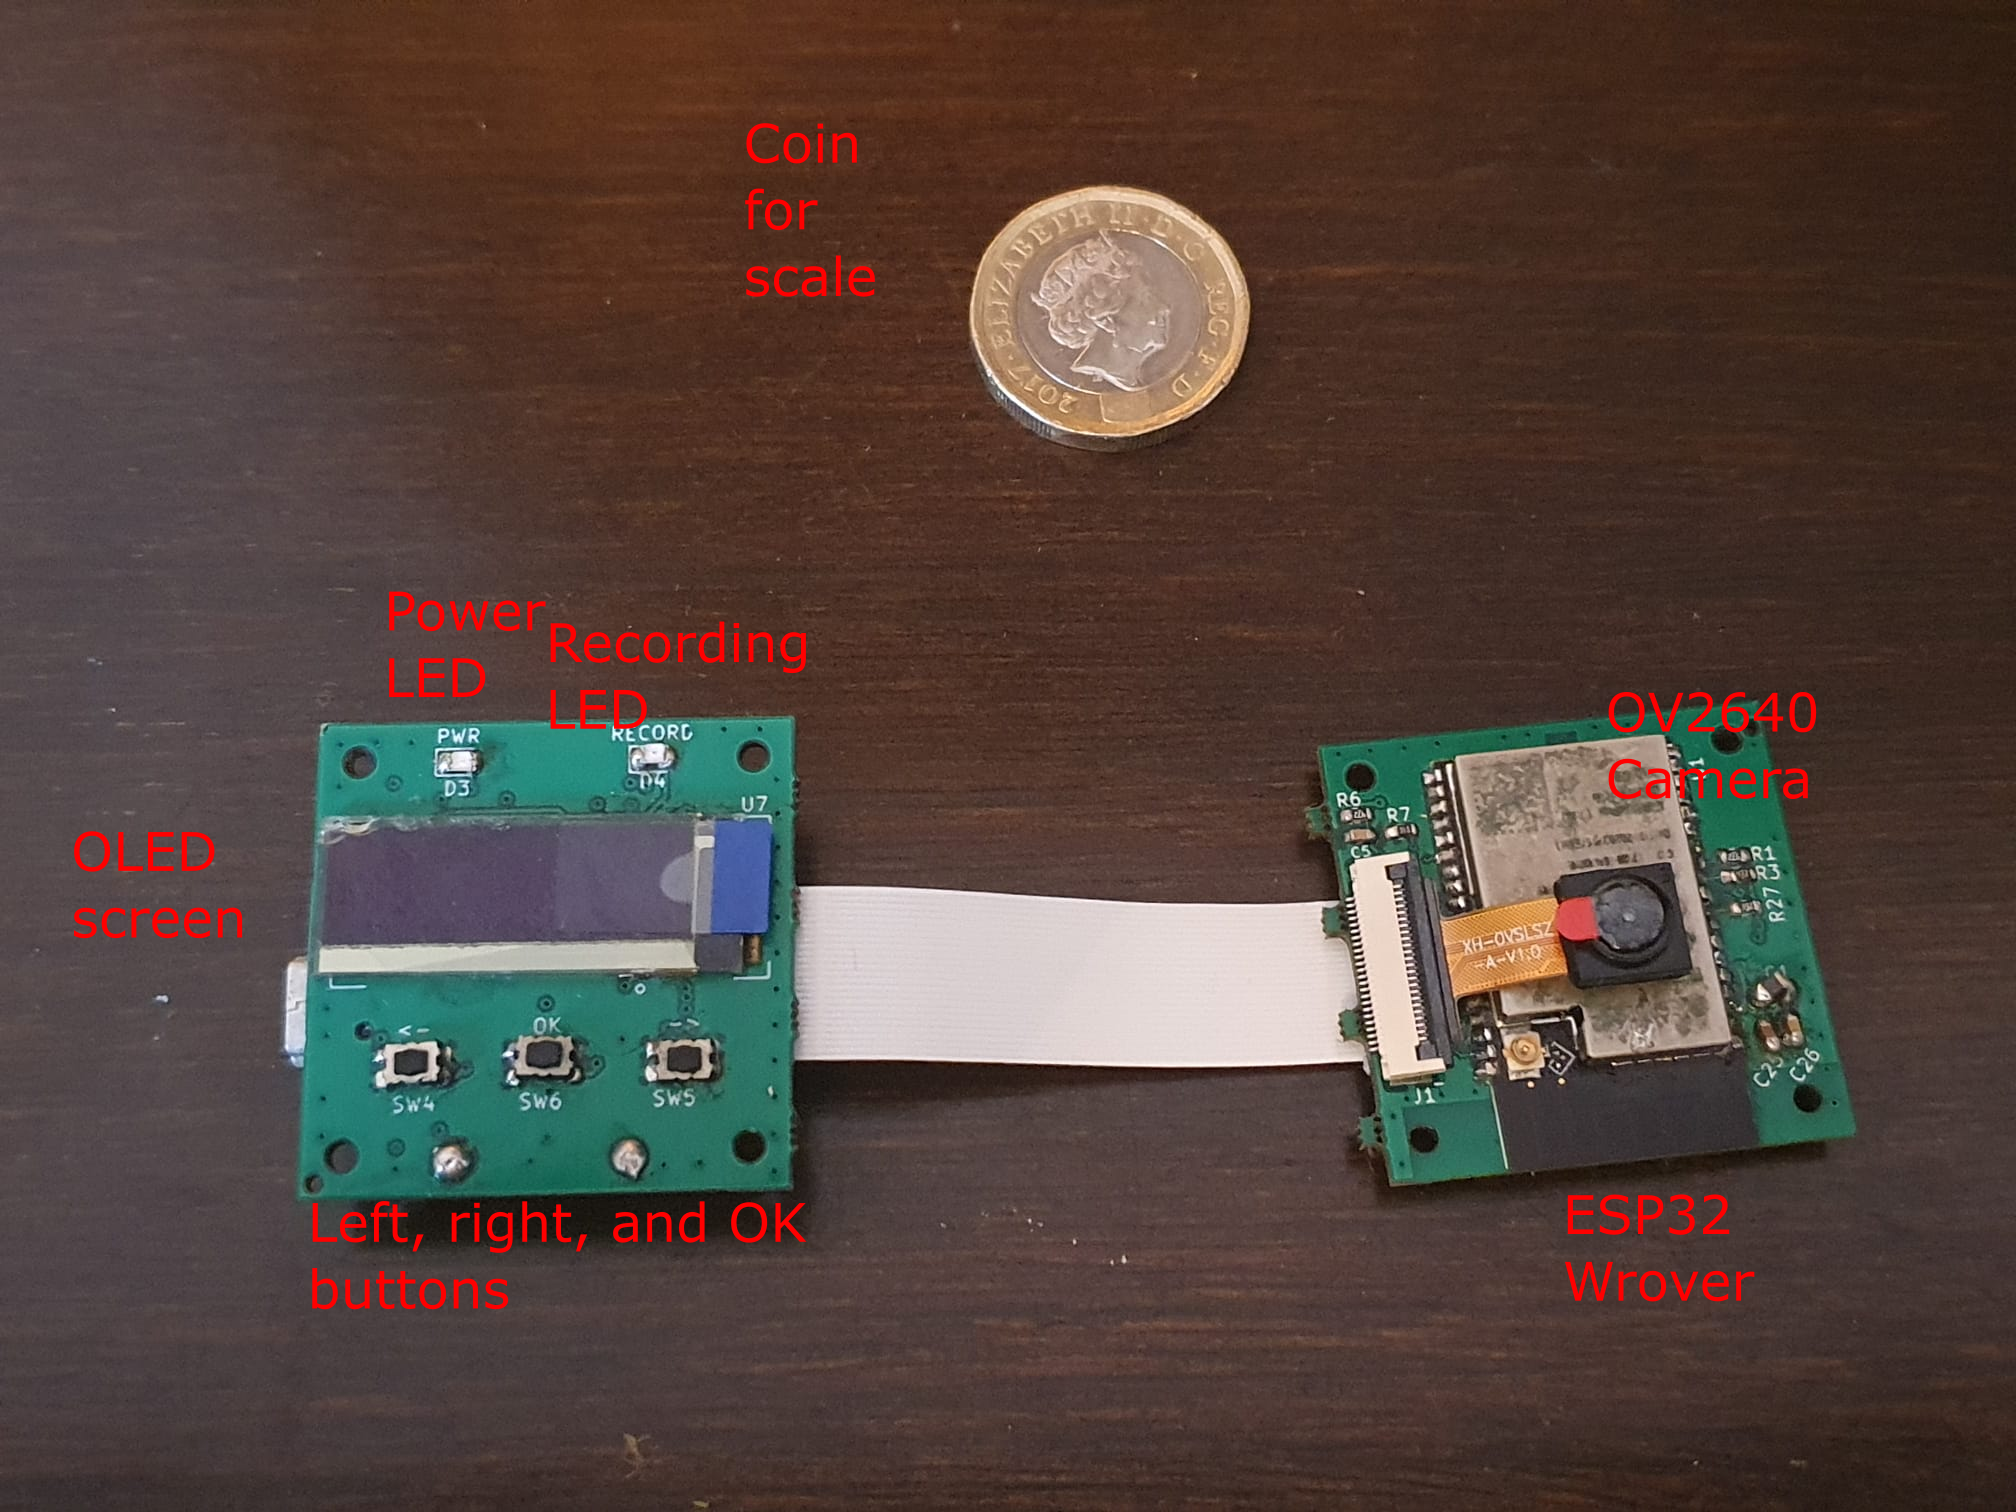 Coin
for
scale
ELIZABETH II · D · G · REG · F · D
2017
Power
LED
Recording
LED
OLED
screen
PWR
D3
RECORD
D4
U7
<-
OK
->
SW4
SW6
SW5
Left, right, and OK
buttons
OV2640
Camera
R6
R7
C5
R1
R3
R27
XH-OVSLSZ
-A-V1.0
J1
C26
ESP32
Wrover